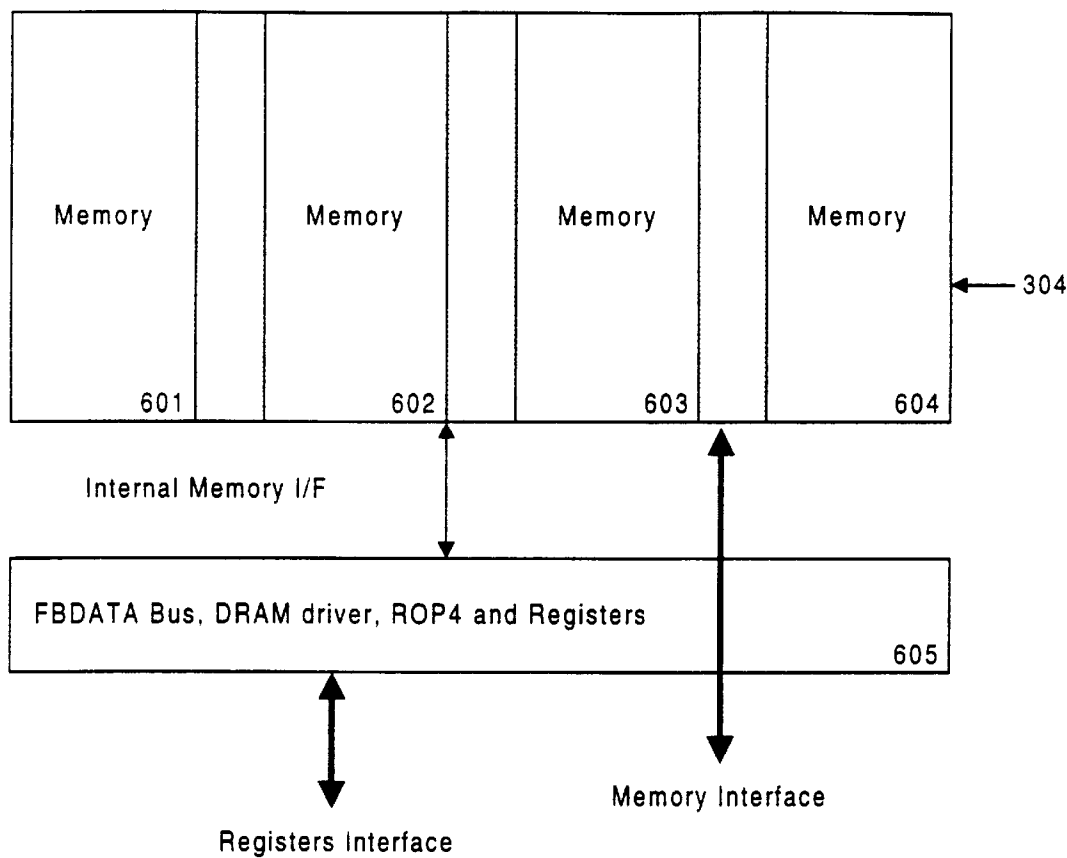 Memory
Memory
Memory
Memory
304
601
602
603
604
Internal Memory I/F
FBDATA Bus, DRAM driver, ROP4 and Registers
605
Memory Interface
Registers Interface